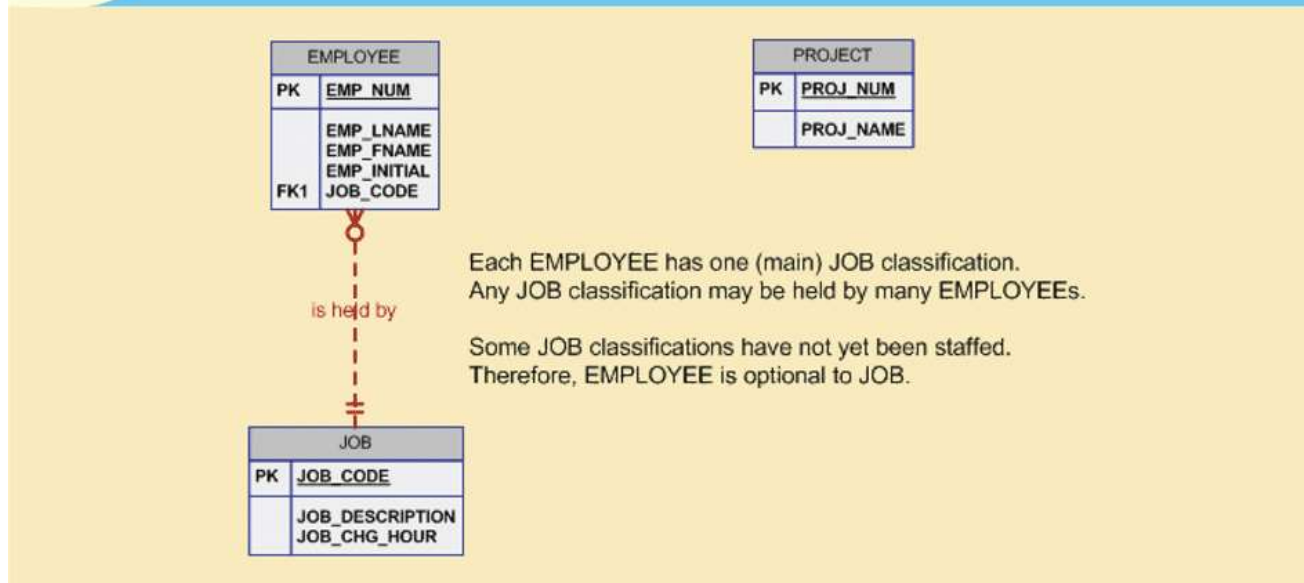 EMPLOYEE
PK EMP_NUM
EMP_LNAME
EMP_FNAME
EMP_INITIAL
FK1 JOB_CODE
PROJECT
PK PROJ_NUM
PROJ_NAME
Each EMPLOYEE has one (main) JOB classification.
Any JOB classification may be held by many EMPLOYEEs.
is held by
Some JOB classifications have not yet been staffed.
Therefore, EMPLOYEE is optional to JOB.
JOB
PK JOB_CODE
JOB_DESCRIPTION
JOB_CHG_HOUR